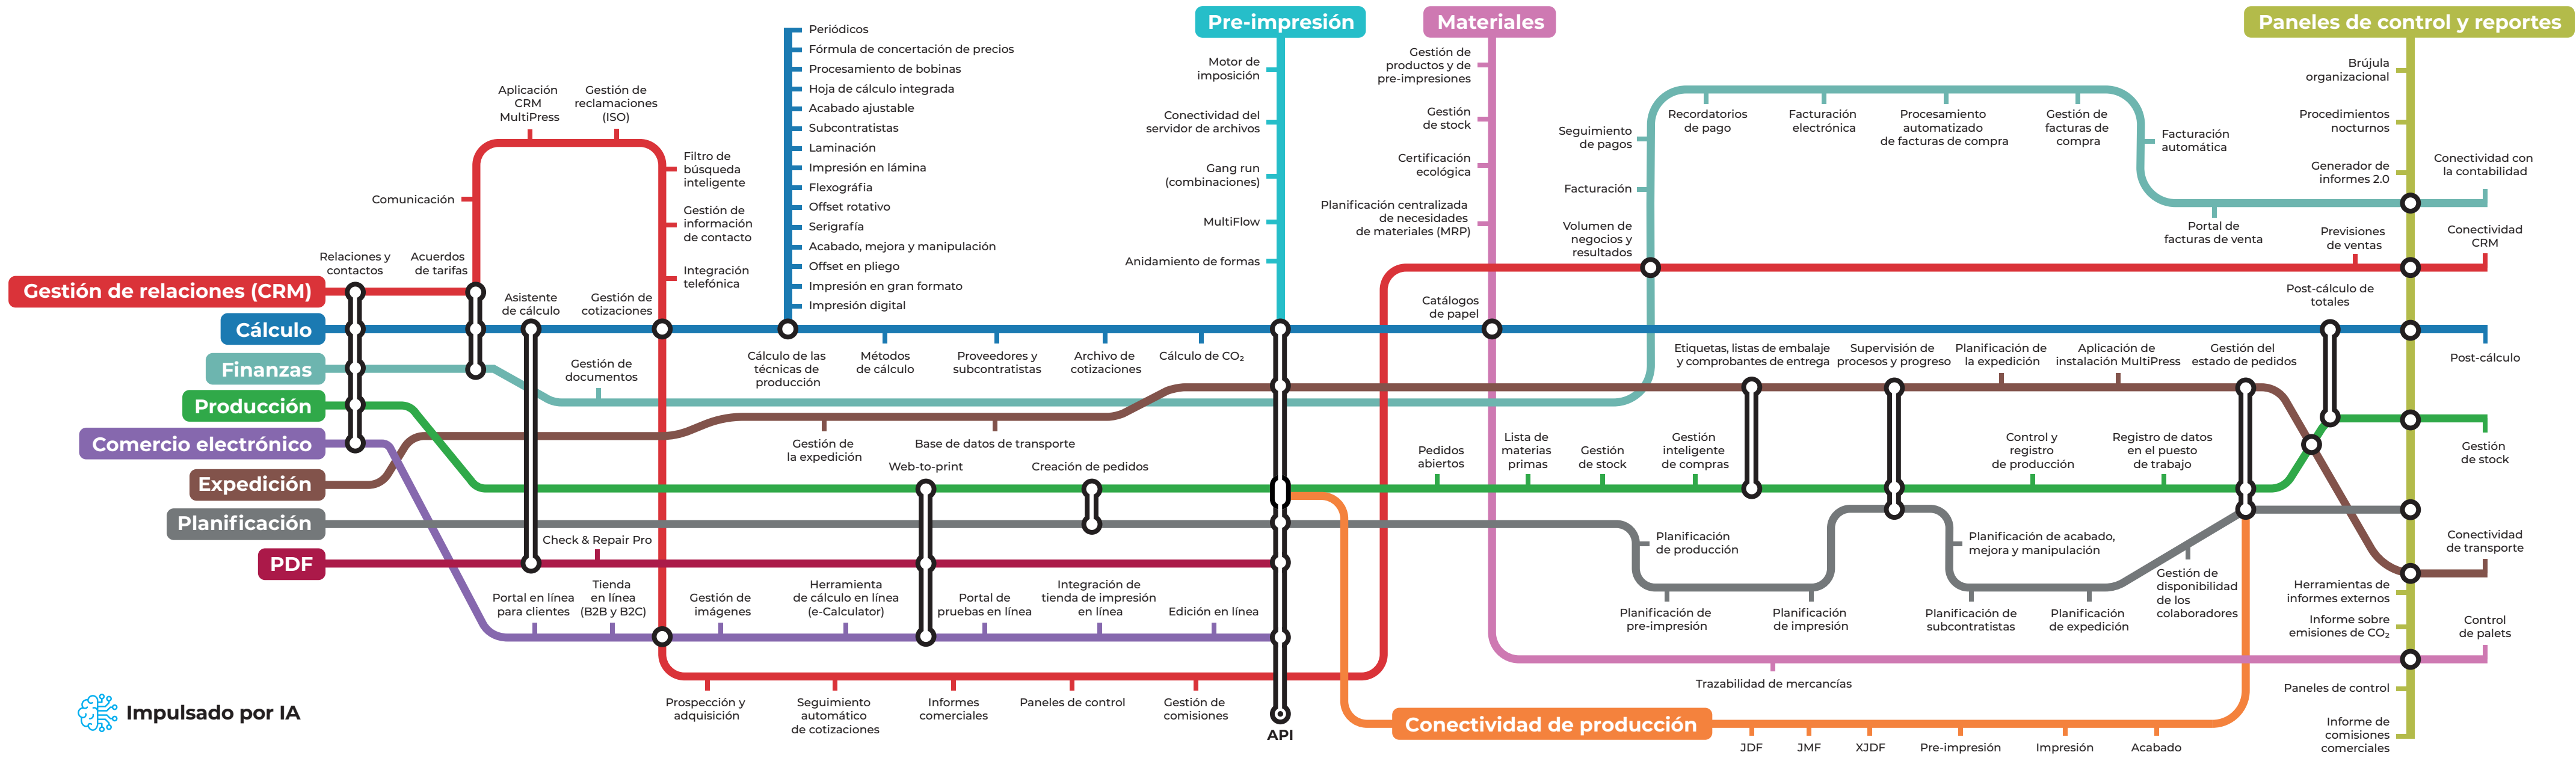 Pre-impresión
Materiales
Paneles de control y reportes
Periódicos
Fórmula de concertación de precios
Procesamiento de bobinas
Hoja de cálculo integrada
Acabado ajustable
Subcontratistas
Laminación
Impresión en lámina
Flexográfia
Offset rotativo
Serigrafía
Acabado, mejora y manipulación
Offset en pliego
Impresión en gran formato
Impresión digital
Motor de
imposición
Conectividad del
servidor de archivos
Gang run
(combinaciones)
MultiFlow
Anidamiento de formas
Gestión de
productos y de
pre-impresiones
Gestión
de stock
Certificación
ecológica
Planificación centralizada
de necesidades
de materiales (MRP)
Catálogos
de papel
Seguimiento
de pagos
Facturación
Volumen de
negocios y
resultados
Recordatorios
de pago
Facturación
electrónica
Procesamiento
automatizado
de facturas de compra
Gestión de
facturas de
compra
Facturación
automática
Portal de
facturas de venta
Brújula
organizacional
Procedimientos
nocturnos
Generador de
informes 2.0
Conectividad con
la contabilidad
Previsiones
de ventas
Conectividad
CRM
Aplicación
CRM
MultiPress
Gestión de
reclamaciones
(ISO)
Comunicación
Filtro de
búsqueda
inteligente
Gestión de
información
de contacto
Integración
telefónica
Relaciones y
contactos
Acuerdos
de tarifas
Gestión de relaciones (CRM)
Asistente
de cálculo
Gestión de
cotizaciones
Post-cálculo de
totales
Cálculo
Cálculo de las
técnicas de
producción
Métodos
de cálculo
Proveedores y
subcontratistas
Archivo de
cotizaciones
Cálculo de CO₂
Post-cálculo
Finanzas
Gestión de
documentos
Etiquetas, listas de embalaje
y comprobantes de entrega
Supervisión de
procesos y progreso
Planificación de
la expedición
Aplicación de
instalación MultiPress
Gestión del
estado de pedidos
Producción
Comercio electrónico
Gestión de
la expedición
Base de datos de transporte
Web-to-print
Creación de pedidos
Pedidos
abiertos
Lista de
materias
primas
Gestión
de stock
Gestión
inteligente
de compras
Control y
registro
de producción
Registro de datos
en el puesto
de trabajo
Gestión
de stock
Expedición
Planificación
Planificación
de producción
Planificación de acabado,
mejora y manipulación
Conectividad
de transporte
PDF
Check & Repair Pro
Portal en línea
para clientes
Tienda
en línea
(B2B y B2C)
Gestión de
imágenes
Herramienta
de cálculo en línea
(e-Calculator)
Portal de
pruebas en línea
Integración de
tienda de impresión
en línea
Edición en línea
Planificación de
pre-impresión
Planificación
de impresión
Planificación de
subcontratistas
Planificación
de expedición
Gestión de
disponibilidad
de los
colaboradores
Herramientas de
informes externos
Informe sobre
emisiones de CO₂
Control
de palets
Trazabilidad de mercancías
Paneles de control
Informe de
comisiones
comerciales
Impulsado por IA
Prospección y
adquisición
Seguimiento
automático
de cotizaciones
Informes
comerciales
Paneles de control
Gestión de
comisiones
API
Conectividad de producción
JDF
JMF
XJDF
Pre-impresión
Impresión
Acabado